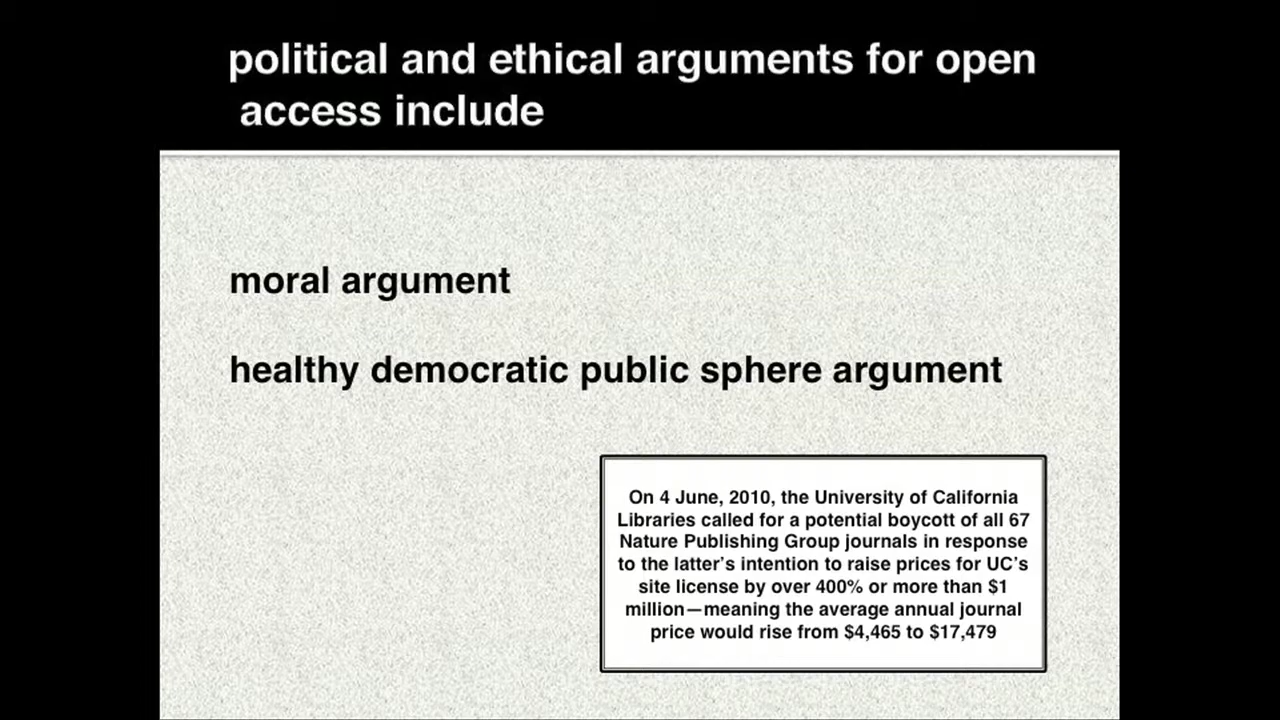 political and ethical arguments for open
access include
moral argument
healthy democratic public sphere argument
On 4 June, 2010, the University of California
Libraries called for a potential boycott of all 67
Nature Publishing Group journals in response
to the latter’s intention to raise prices for UC’s
site license by over 400% or more than $1
million—meaning the average annual journal
price would rise from $4,465 to $17,479